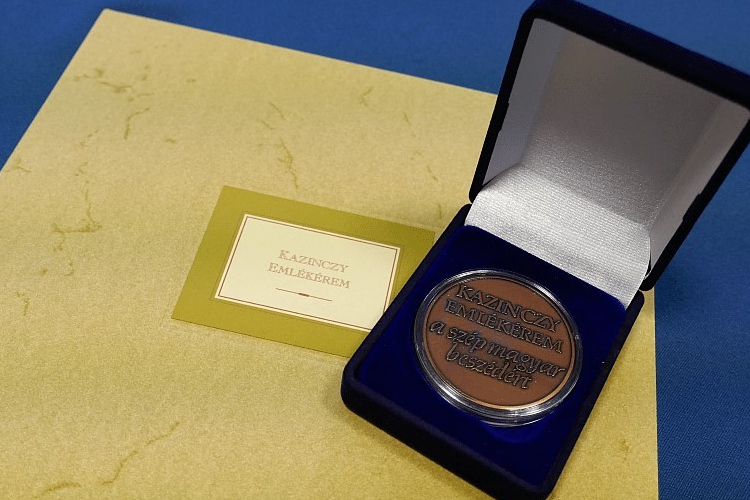 KAZINCZY
EMLÉKÉREM
KAZINCZY
EMLÉKÉREM
a szép magyar
beszédért